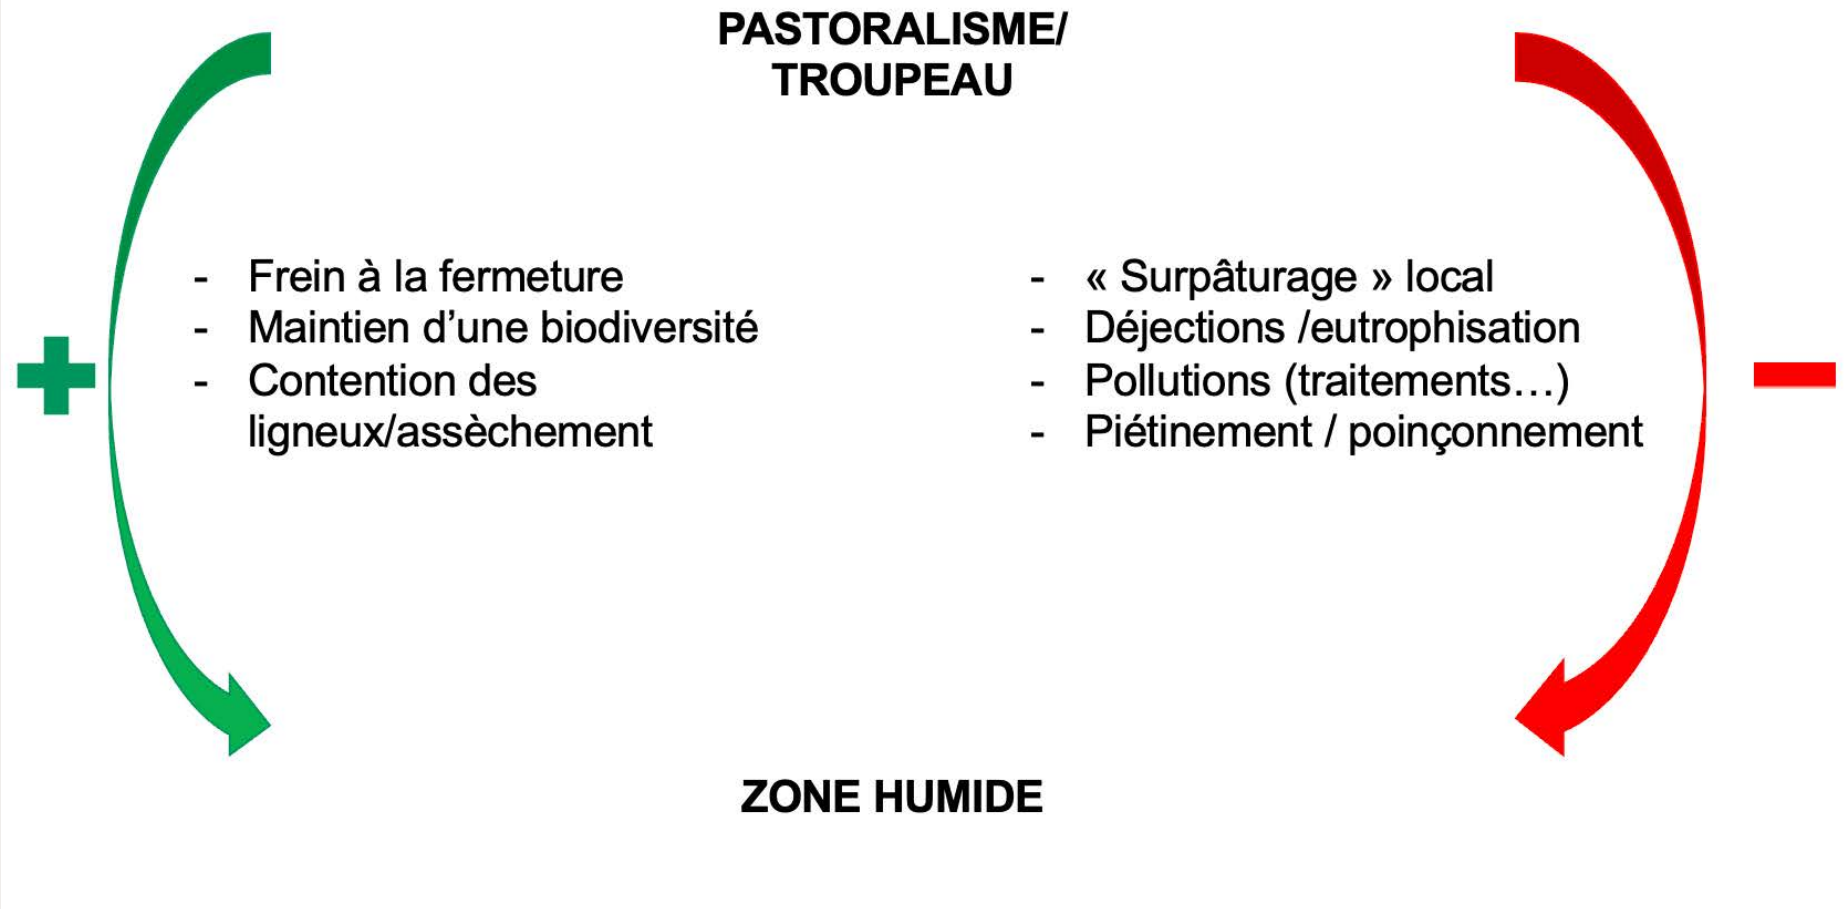 PASTORALISME/
TROUPEAU
- Frein à la fermeture
- Maintien d’une biodiversité
- Contention des
ligneux/assèchement
- « Surpâturage » local
- Déjections /eutrophisation
- Pollutions (traitements…)
- Piétinement / poinçonnement
ZONE HUMIDE